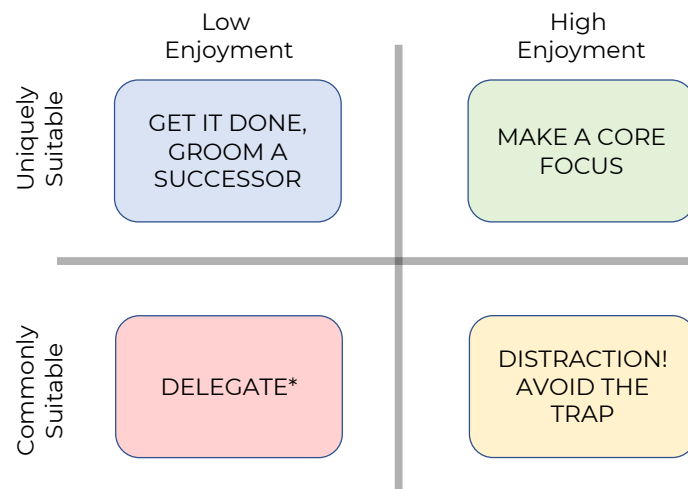 Low
Enjoyment
High
Enjoyment
Uniquely
Suitable
GET IT DONE,
GROOM A
SUCCESSOR
MAKE A CORE
FOCUS
Commonly
Suitable
DELEGATE*
DISTRACTION!
AVOID THE
TRAP